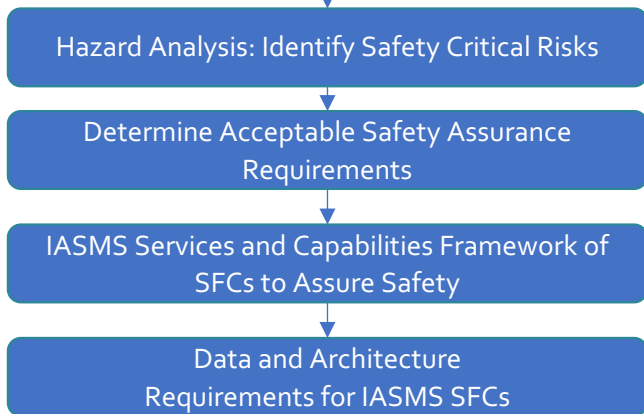 Hazard Analysis: Identify Safety Critical Risks
Determine Acceptable Safety Assurance
Requirements
IASMS Services and Capabilities Framework of
SFCs to Assure Safety
Data and Architecture
Requirements for IASMS SFCs